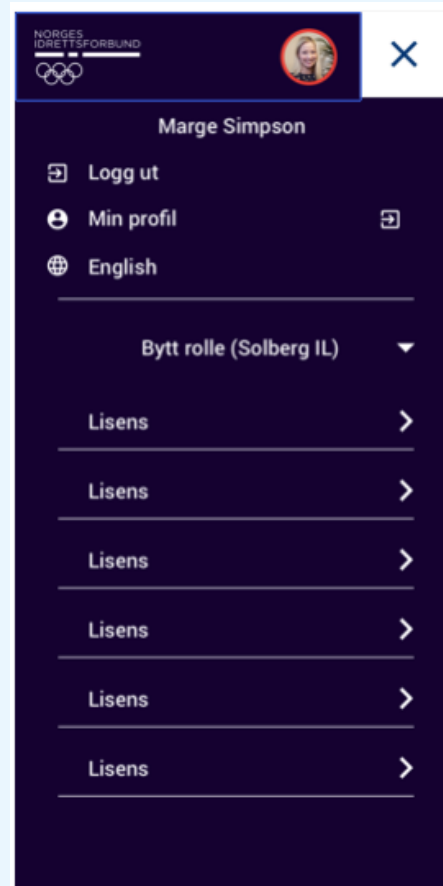 NORGES
IDRETTSFORBUND
Marge Simpson
Logg ut
Min profil
English
Bytt rolle (Solberg IL)
Lisens
Lisens
Lisens
Lisens
Lisens
Lisens